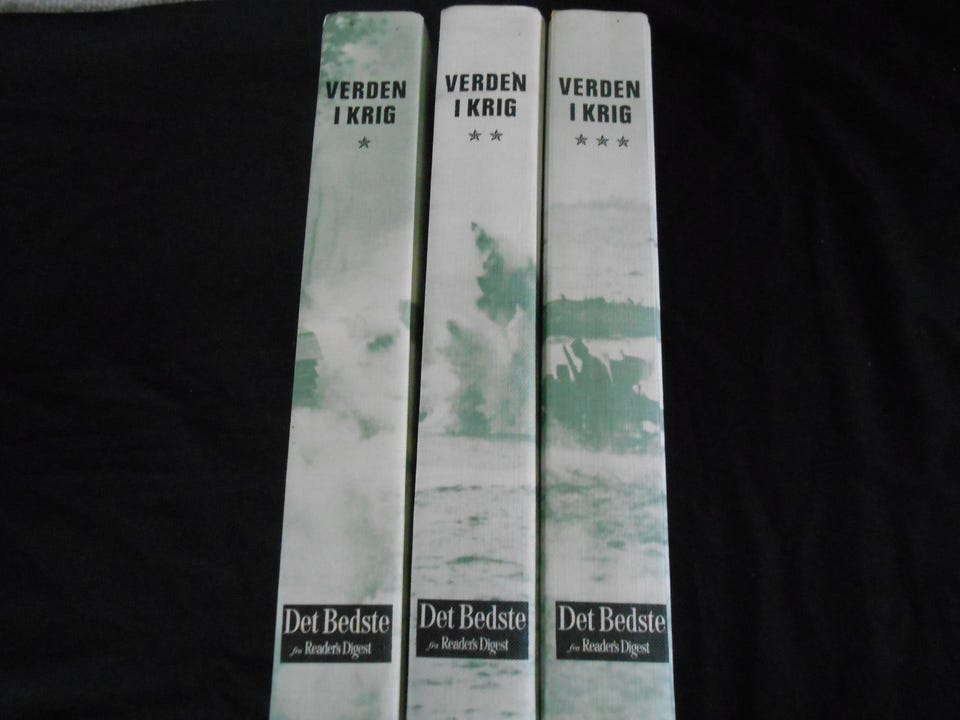 VERDEN
I KRIG
Det Bedste
fra Reader's Digest
VERDEN
I KRIG
Det Bedste
fra Reader's Digest
VERDEN
I KRIG
Det Bedste
fra Reader's Digest